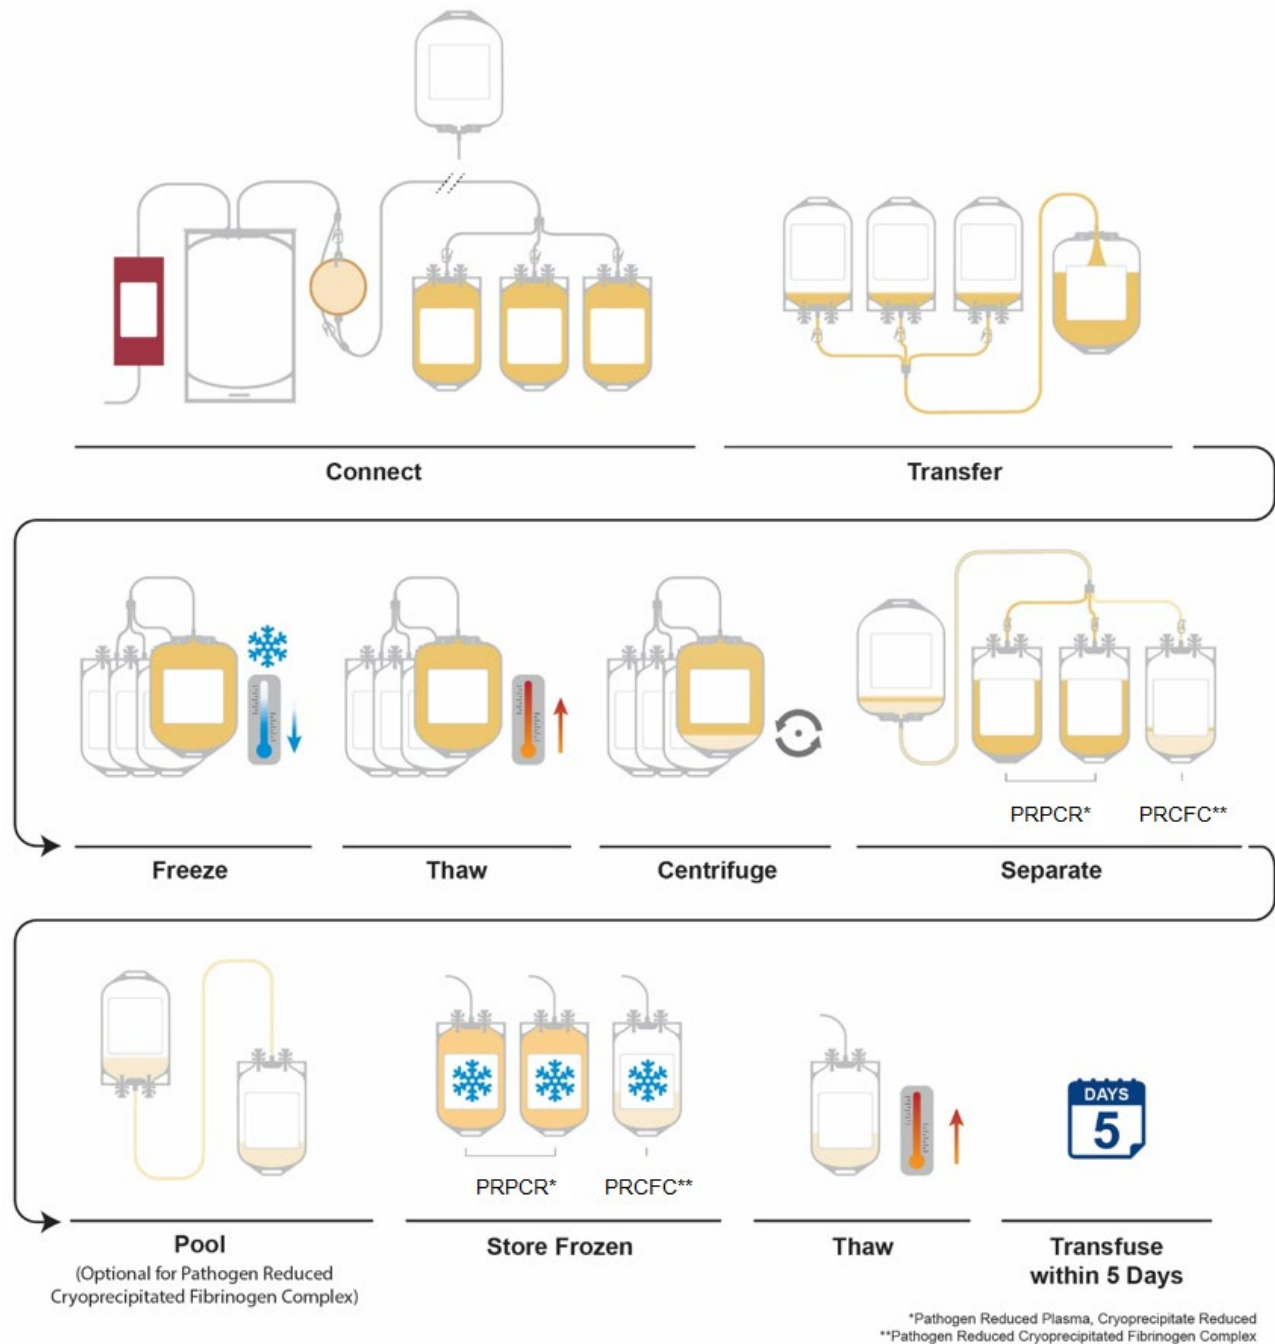 Connect
Transfer
PRPCR*
PRCFC**
Freeze
Thaw
Centrifuge
Separate
PRPCR*
PRCFC**
DAYS
5
Pool
(Optional for Pathogen Reduced
Cryoprecipitated Fibrinogen Complex)
Store Frozen
Thaw
Transfuse
within 5 Days
*Pathogen Reduced Plasma, Cryoprecipitate Reduced
**Pathogen Reduced Cryoprecipitated Fibrinogen Complex